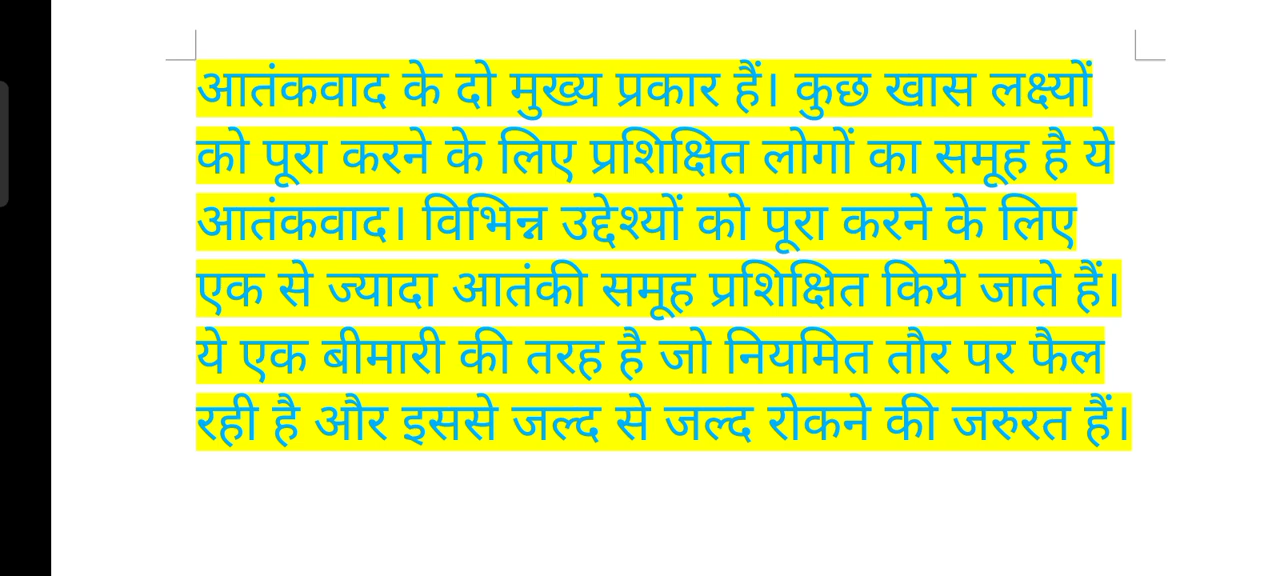 आतंकवाद के दो मुख्य प्रकार हैं। कुछ खास लक्ष्यों
को पूरा करने के लिए प्रशिक्षित लोगों का समूह है ये
आतंकवाद। विभिन्न उद्देश्यों को पूरा करने के लिए
एक से ज्यादा आतंकी समूह प्रशिक्षित किये जाते हैं।
ये एक बीमारी की तरह है जो नियमित तौर पर फैल
रही है और इससे जल्द से जल्द रोकने की जरुरत हैं।